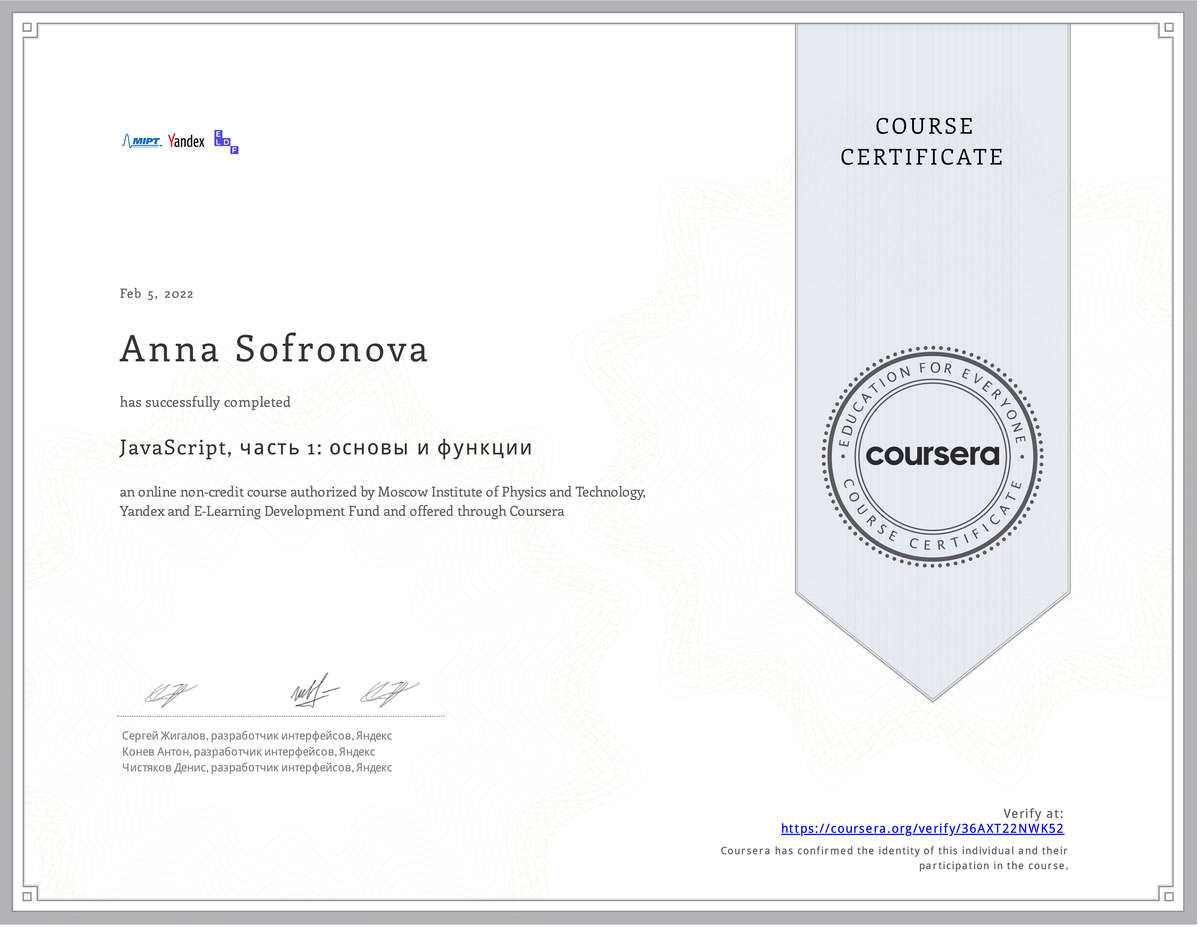 MIPT Yandex E L D F
COURSE
CERTIFICATE
Feb 5, 2022
Anna Sofronova
has successfully completed
JavaScript, часть 1: основы и функции
an online non-credit course authorized by Moscow Institute of Physics and Technology,
Yandex and E-Learning Development Fund and offered through Coursera
EDUCATION FOR EVERYONE
coursera
COURSE CERTIFICATE
Сергей Жигалов, разработчик интерфейсов, Яндекс
Конев Антон, разработчик интерфейсов, Яндекс
Чистяков Денис, разработчик интерфейсов, Яндекс
Verify at:
https://coursera.org/verify/36AXT22NWK52
Coursera has confirmed the identity of this individual and their
participation in the course.